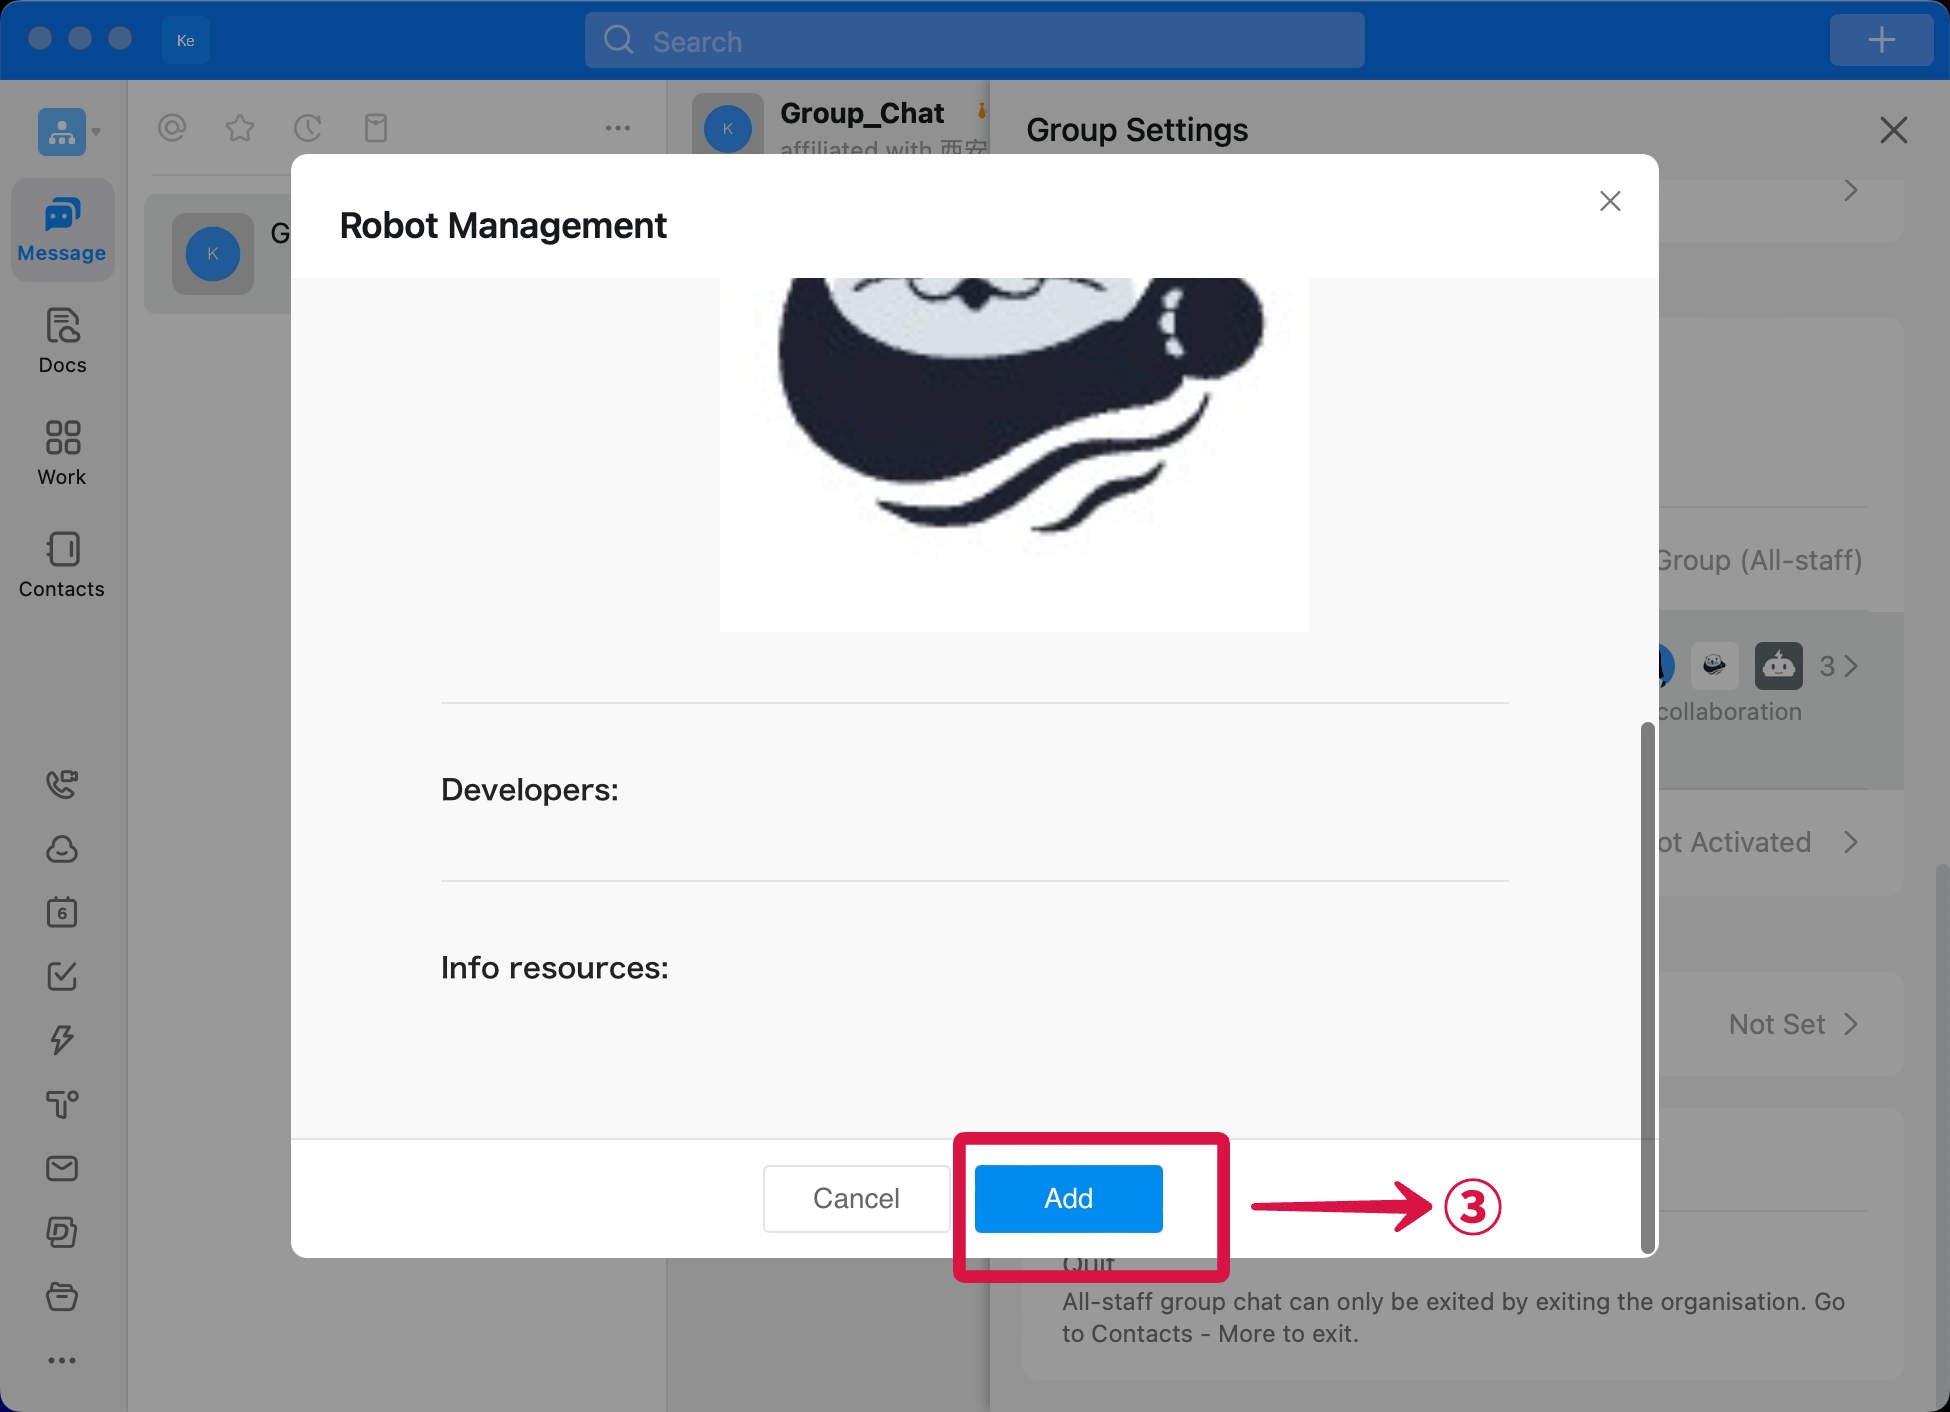 Ke
Search
Message
Docs
Work
Contacts
6
K
G
K
Group_Chat
affiliated with 西安
Group Settings
Robot Management
Developers:
Info resources:
Cancel
Add
③
Group (All-staff)
3
collaboration
ot Activated
Not Set
Quit
All-staff group chat can only be exited by exiting the organisation. Go
to Contacts - More to exit.